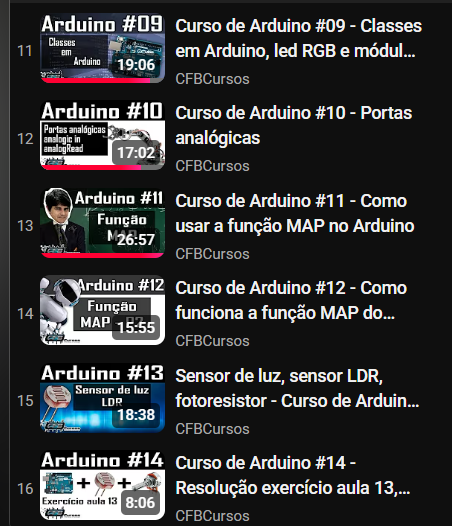 11
Arduino #09
Classes
em
Arduino
19:06
Curso de Arduino #09 - Classes
em Arduino, led RGB e módul...
CFBCursos
12
Arduino #10
Portas analógicas
analogic in
analogRead
17:02
Curso de Arduino #10 - Portas
analógicas
CFBCursos
13
Arduino #11
Função
MAP
26:57
Curso de Arduino #11 - Como
usar a função MAP no Arduino
CFBCursos
14
Arduino #12
Função
MAP
15:55
Curso de Arduino #12 - Como
funciona a função MAP do...
CFBCursos
15
Arduino #13
Sensor de luz
LDR
18:38
Sensor de luz, sensor LDR,
fotoresistor - Curso de Arduin...
CFBCursos
16
Arduino #14
+ +
Exercício aula 13
8:06
Curso de Arduino #14 -
Resolução exercício aula 13,...
CFBCursos